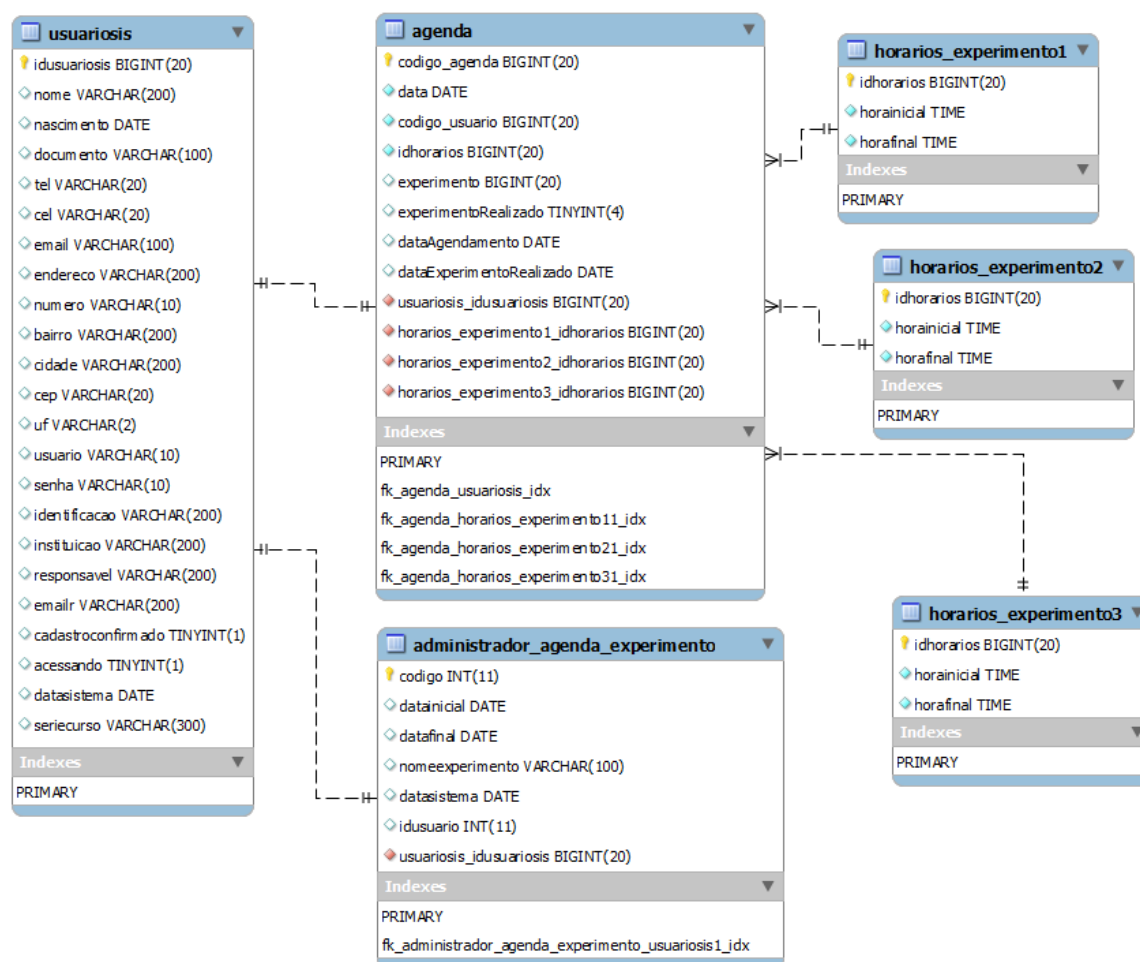 usuariosis
idusuariosis BIGINT(20)
nome VARCHAR(200)
nascimento DATE
documento VARCHAR(100)
tel VARCHAR(20)
cel VARCHAR(20)
email VARCHAR(100)
endereco VARCHAR(200)
numero VARCHAR(10)
bairro VARCHAR(200)
cidade VARCHAR(200)
cep VARCHAR(20)
uf VARCHAR(2)
usuario VARCHAR(10)
senha VARCHAR(10)
identificacao VARCHAR(200)
instituicao VARCHAR(200)
responsavel VARCHAR(200)
emailr VARCHAR(200)
cadastroconfirmado TINYINT(1)
acessando TINYINT(1)
datasistema DATE
seriecurso VARCHAR(300)
Indexes
PRIMARY
agenda
codigo_agenda BIGINT(20)
data DATE
codigo_usuario BIGINT(20)
idhorarios BIGINT(20)
experimento BIGINT(20)
experimentoRealizado TINYINT(4)
dataAgendamento DATE
dataExperimentoRealizado DATE
usuariosis_idusuariosis BIGINT(20)
horarios_experimento1_idhorarios BIGINT(20)
horarios_experimento2_idhorarios BIGINT(20)
horarios_experimento3_idhorarios BIGINT(20)
Indexes
PRIMARY
fk_agenda_usuariosis_idx
fk_agenda_horarios_experimento11_idx
fk_agenda_horarios_experimento21_idx
fk_agenda_horarios_experimento31_idx
administrador_agenda_experimento
codigo INT(11)
datainicial DATE
datafinal DATE
nomeexperimento VARCHAR(100)
datasistema DATE
idusuario INT(11)
usuariosis_idusuariosis BIGINT(20)
Indexes
PRIMARY
fk_administrador_agenda_experimento_usuariosis1_idx
horarios_experimento1
idhorarios BIGINT(20)
horainicial TIME
horafinal TIME
Indexes
PRIMARY
horarios_experimento2
idhorarios BIGINT(20)
horainicial TIME
horafinal TIME
Indexes
PRIMARY
horarios_experimento3
idhorarios BIGINT(20)
horainicial TIME
horafinal TIME
Indexes
PRIMARY